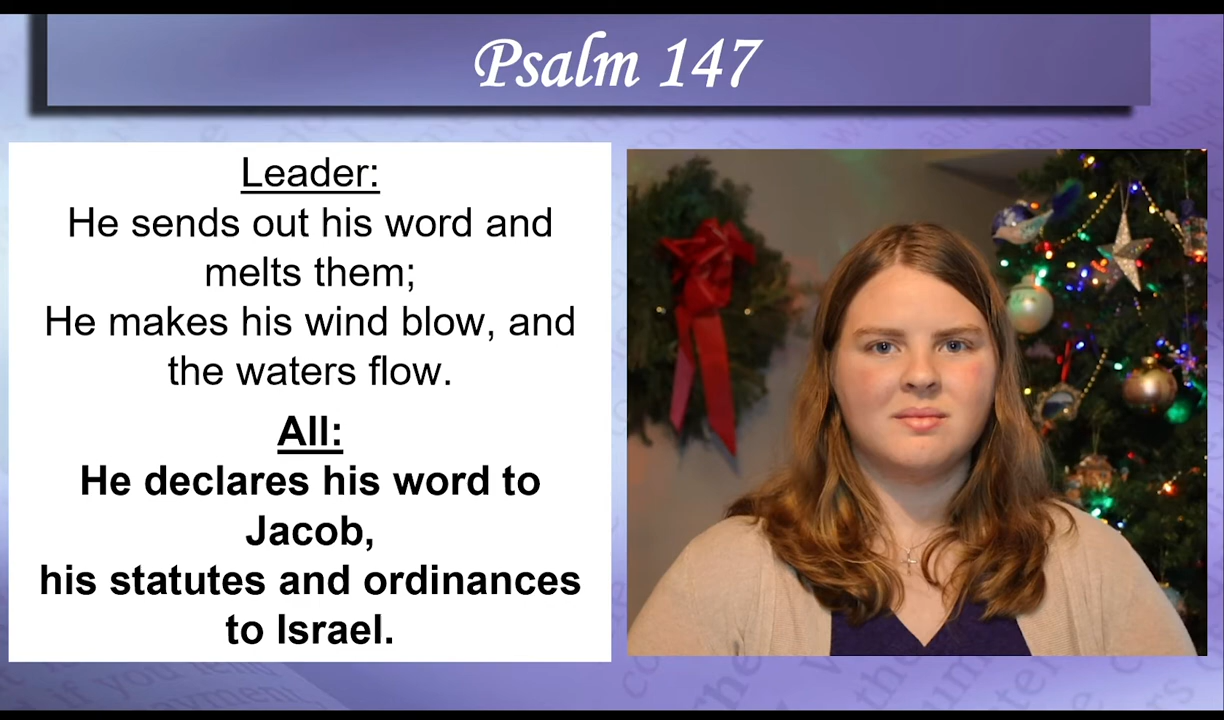 Psalm 147
Leader:
He sends out his word and
melts them;
He makes his wind blow, and
the waters flow.
All:
He declares his word to
Jacob,
his statutes and ordinances
to Israel.